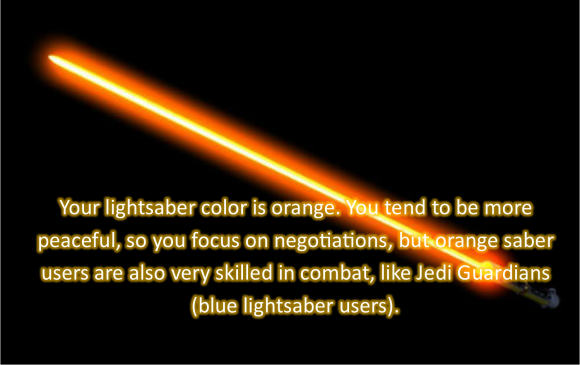 Your lightsaber color is orange. You tend to be more
peaceful, so you focus on negotiations, but orange saber
users are also very skilled in combat, like Jedi Guardians
(blue lightsaber users).